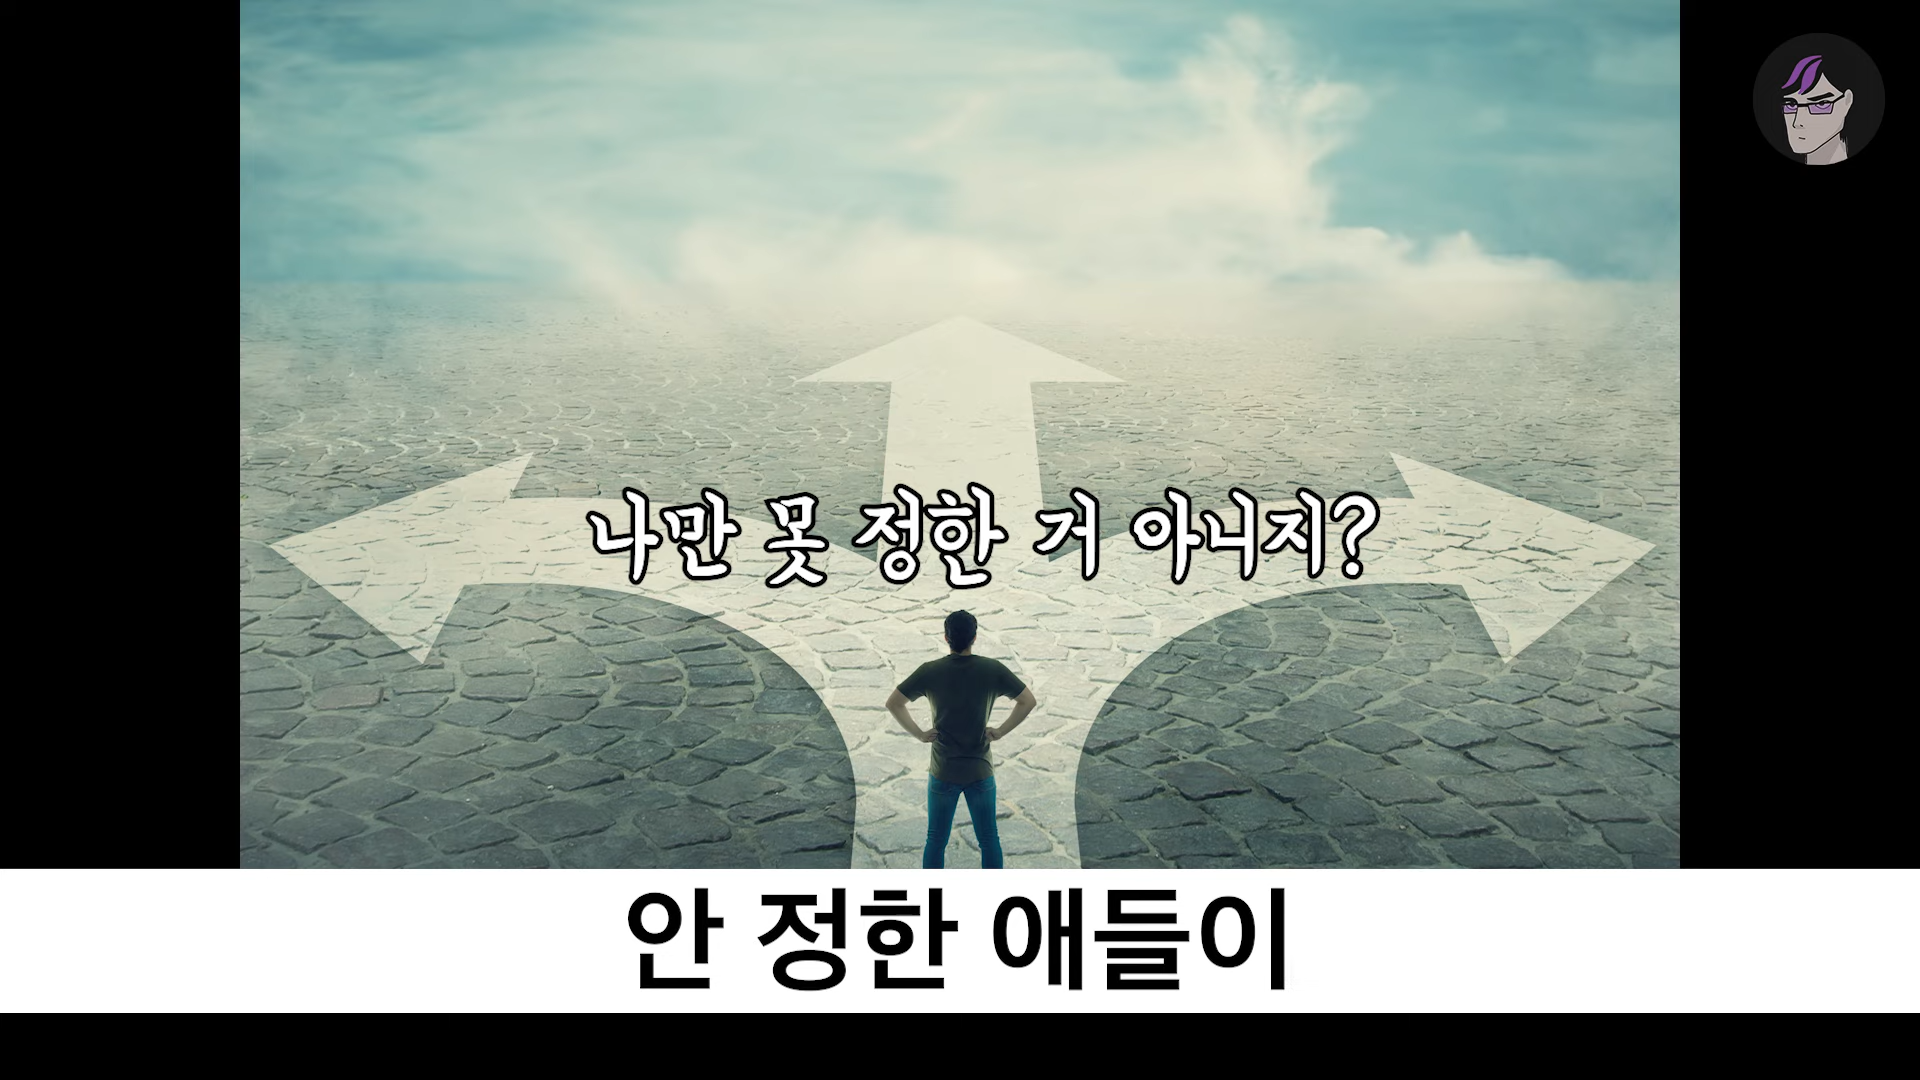 나만 못 정한 거 아니지?
안 정한 애들이